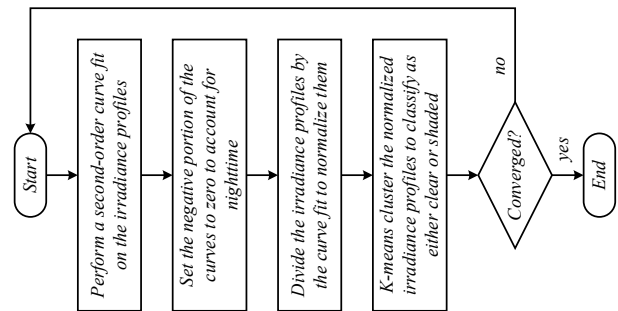 Start
Perform a second-order curve fit
on the irradiance profiles
Set the negative portion of the
curves to zero to account for
nighttime
Divide the irradiance profiles by
the curve fit to normalize them
K-means cluster the normalized
irradiance profiles to classify as
either clear or shaded
Converged?
no
yes
End